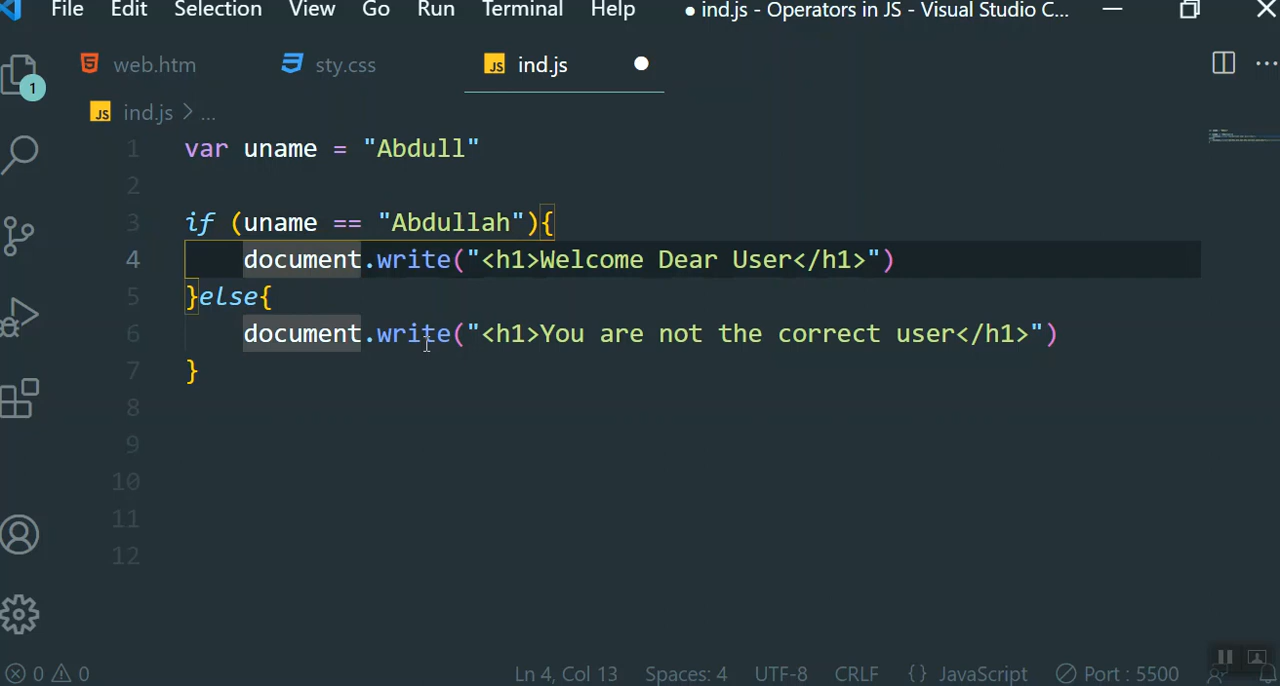 File Edit Selection View Go Run Terminal Help ● ind.js - Operators in JS - Visual Studio C...
web.htm sty.css JS ind.js
1
JS ind.js > ...
1 var uname = "Abdull"
2
3 if (uname == "Abdullah"){
4 document.write("<h1>Welcome Dear User</h1>")
5 }else{
6 document.write("<h1>You are not the correct user</h1>")
7 }
8
9
10
11
12
0 0 Ln 4, Col 13 Spaces: 4 UTF-8 CRLF {} JavaScript Port : 5500